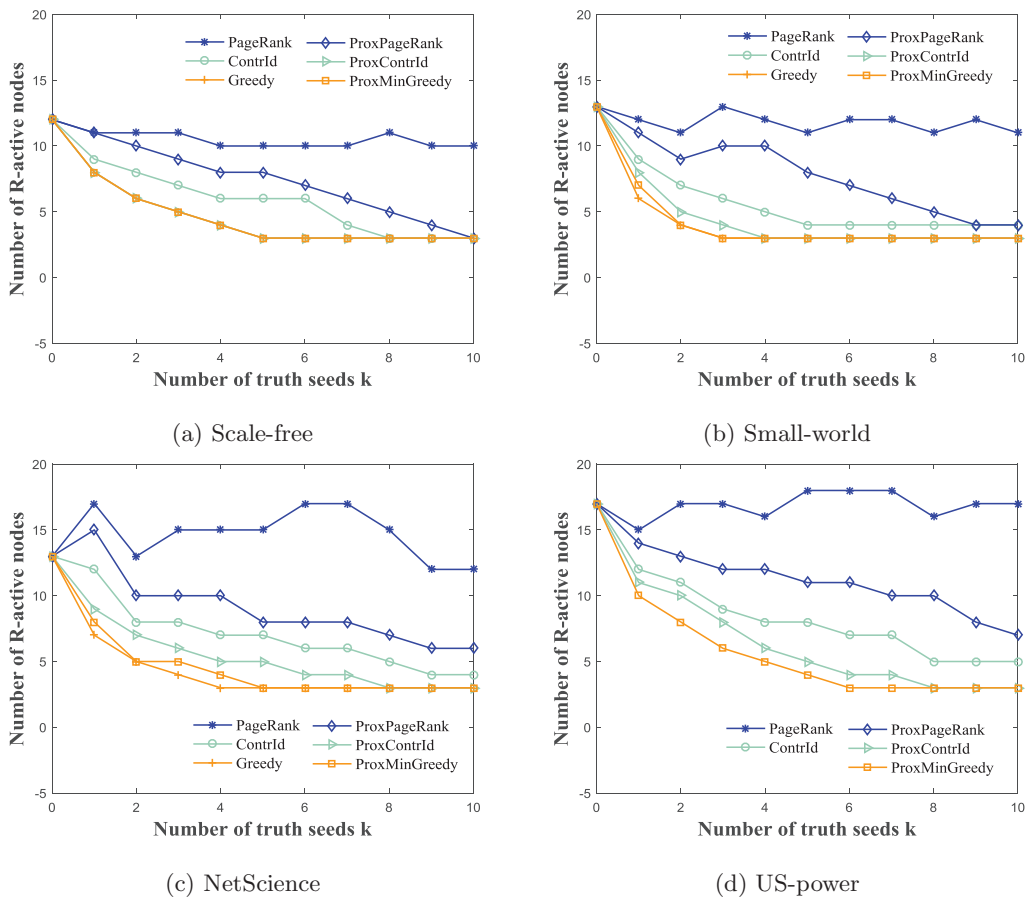 20
15
10
5
0
-5
0 2 4 6 8 10
Number of R-active nodes
Number of truth seeds k
PageRank ProxPageRank
ContrId ProxContrId
Greedy ProxMinGreedy
(a) Scale-free
20
15
10
5
0
-5
0 2 4 6 8 10
Number of R-active nodes
Number of truth seeds k
PageRank ProxPageRank
ContrId ProxContrId
Greedy ProxMinGreedy
(b) Small-world
20
15
10
5
0
-5
0 2 4 6 8 10
Number of R-active nodes
Number of truth seeds k
PageRank ProxPageRank
ContrId ProxContrId
Greedy ProxMinGreedy
(c) NetScience
20
15
10
5
0
-5
0 2 4 6 8 10
Number of R-active nodes
Number of truth seeds k
PageRank ProxPageRank
ContrId ProxContrId
ProxMinGreedy
(d) US-power